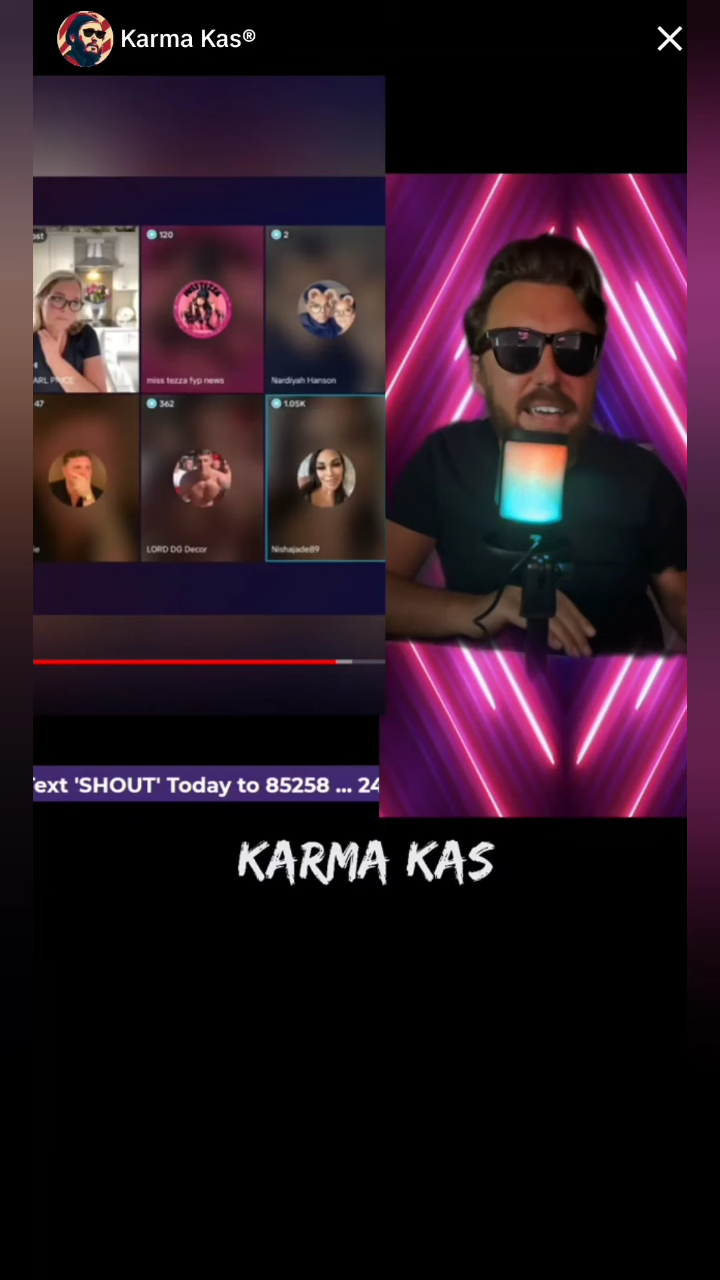 Karma Kas®
120
2
miss tezza fyp news
Nardiyah Hanson
47
362
1.05K
LORD DG Decor
Nishajade89
Text 'SHOUT' Today to 85258 ... 24
KARMA KAS